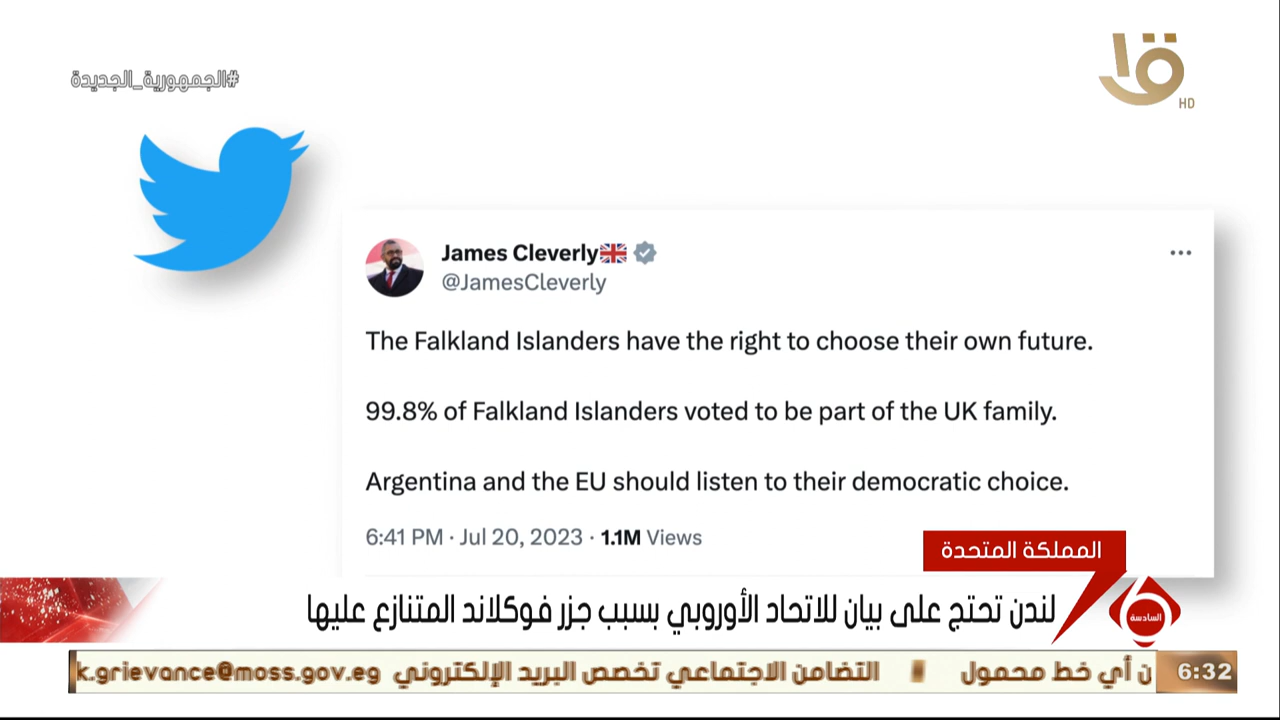 #الجمهورية_الجديدة
HD
James Cleverly
@JamesCleverly
The Falkland Islanders have the right to choose their own future.
99.8% of Falkland Islanders voted to be part of the UK family.
Argentina and the EU should listen to their democratic choice.
6:41 PM · Jul 20, 2023 · 1.1M Views
المملكة المتحدة
لندن تحتج على بيان للاتحاد الأوروبي بسبب جزر فوكلاند المتنازع عليها
السادسة
ن أي خط محمول التضامن الاجتماعي تخصص البريد الإلكتروني k.grievance@moss.gov.eg
6:32